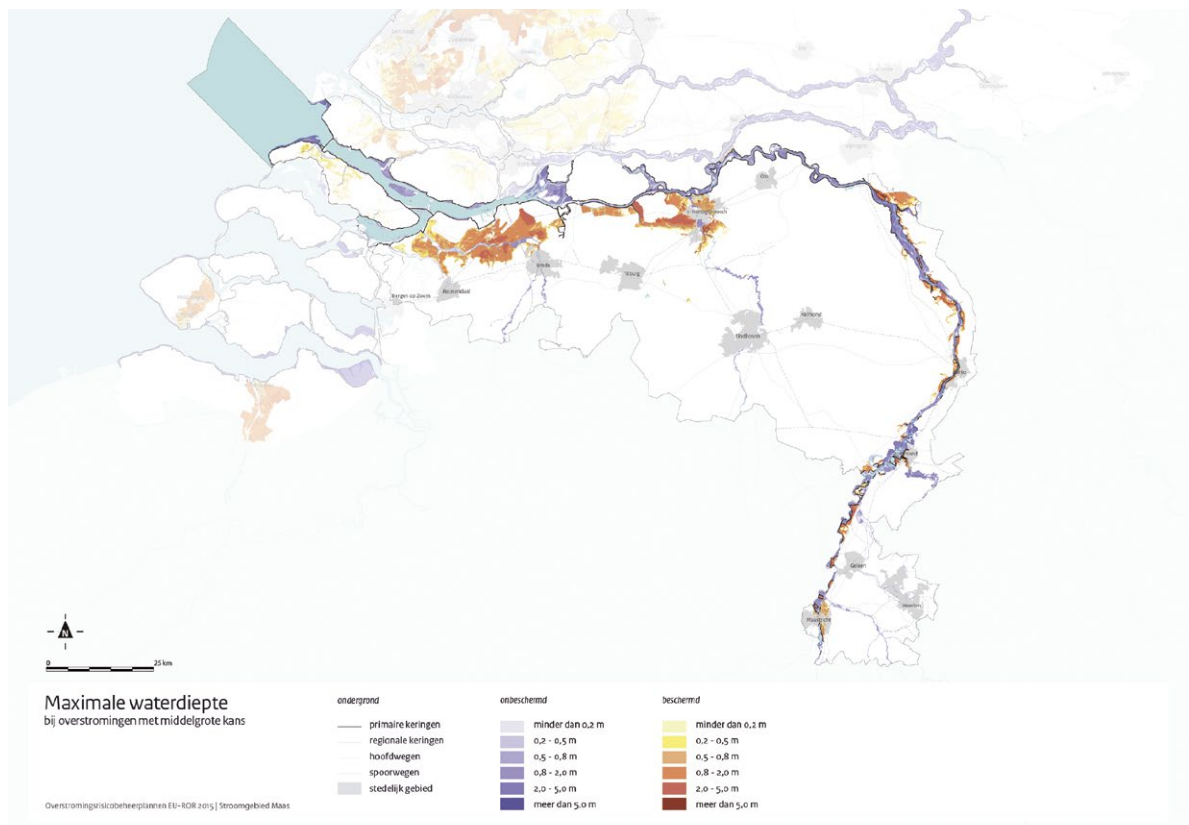 Oss
's-Hertogenbosch
Breda
Tilburg
Roosendaal
Bergen op Zoom
Helmond
Eindhoven
Geleen
Heerlen
Maastricht
N
0
25 km
Maximale waterdiepte
bij overstromingen met middelgrote kans
Overstromingsrisicobeheerplannen EU-ROR 2015 | Stroomgebied Maas
ondergrond
primaire keringen
regionale keringen
hoofdwegen
spoorwegen
stedelijk gebied
onbeschermd
minder dan 0,2 m
0,2 - 0,5 m
0,5 - 0,8 m
0,8 - 2,0 m
2,0 - 5,0 m
meer dan 5,0 m
beschermd
minder dan 0,2 m
0,2 - 0,5 m
0,5 - 0,8 m
0,8 - 2,0 m
2,0 - 5,0 m
meer dan 5,0 m